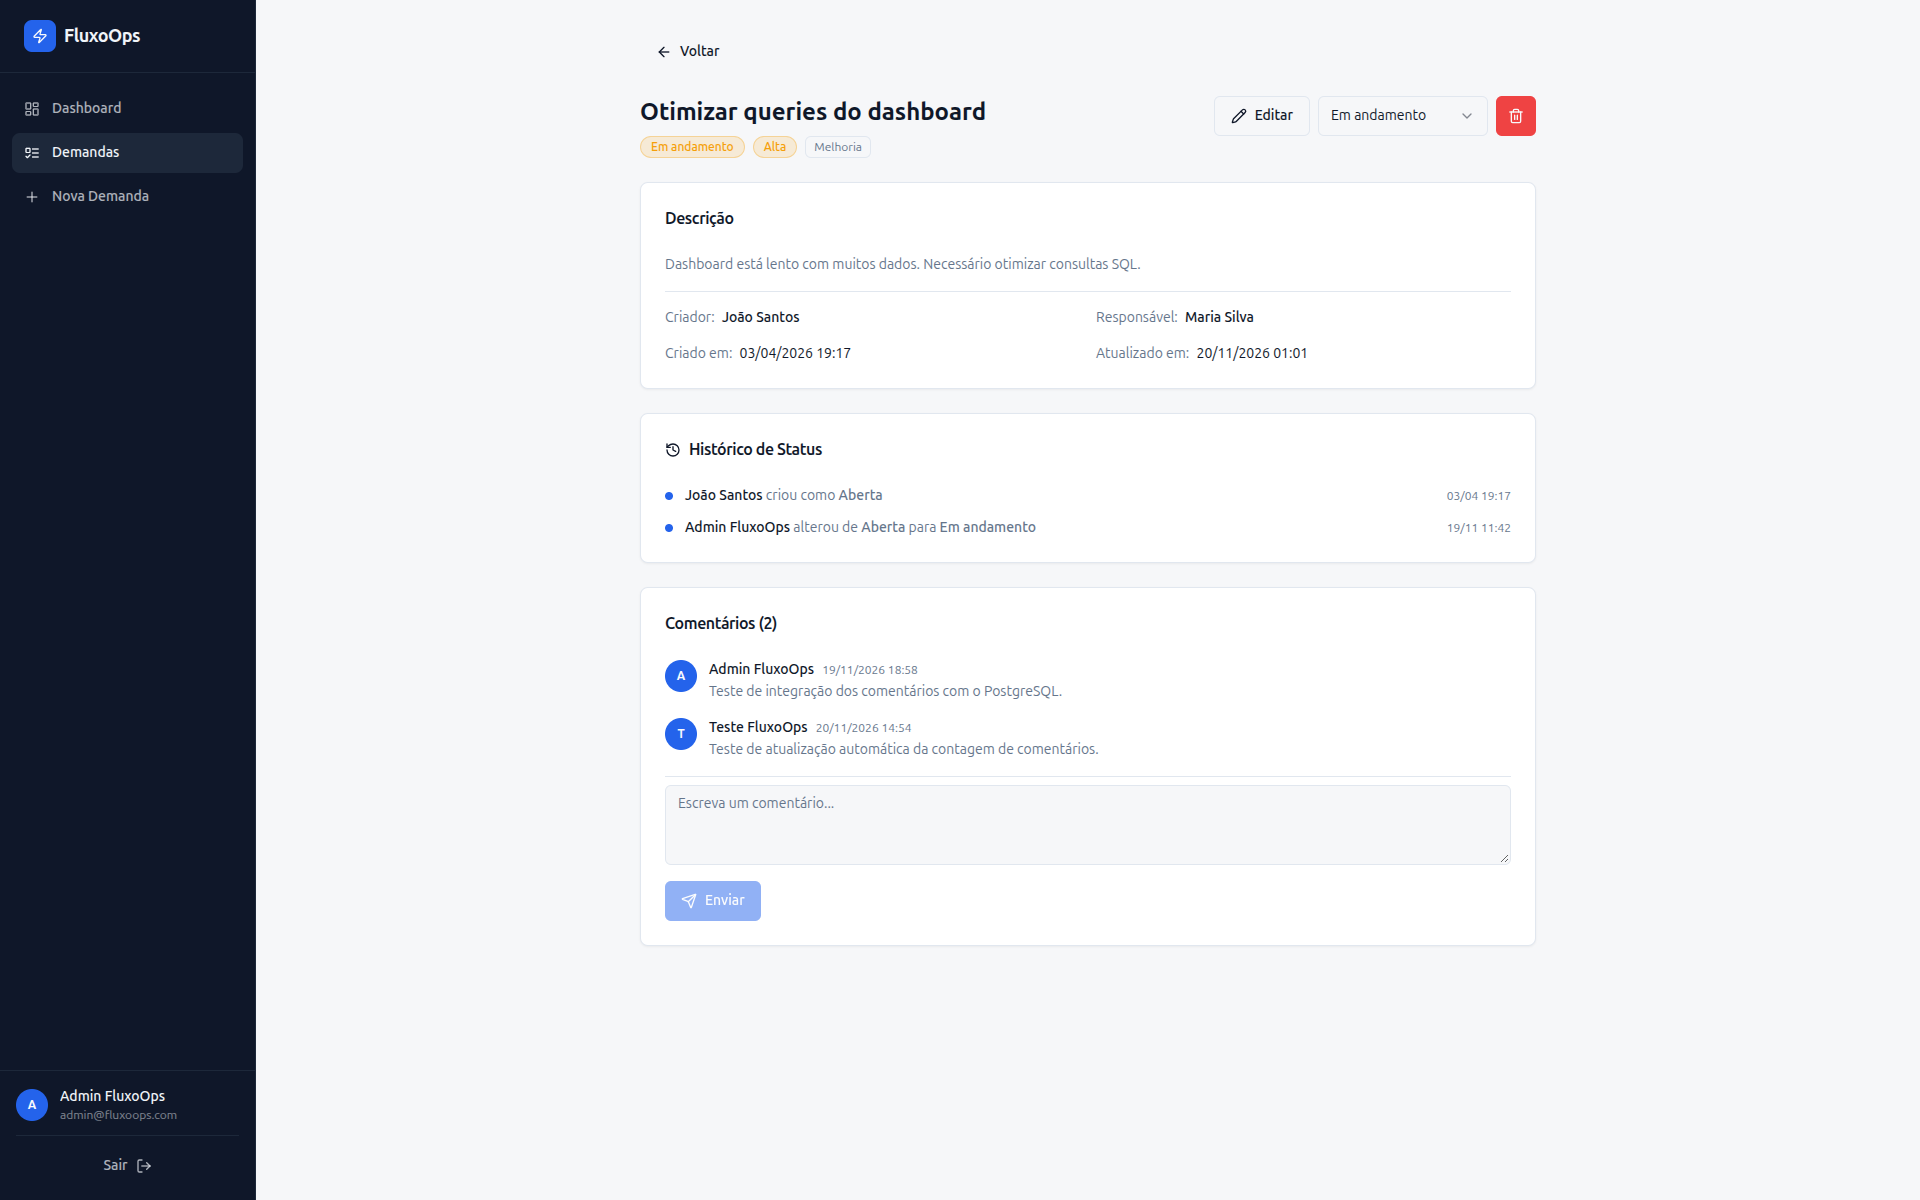 FluxoOps
Dashboard
Demandas
Nova Demanda
Admin FluxoOps
admin@fluxoops.com
Sair
Voltar
Otimizar queries do dashboard
Editar
Em andamento
Em andamento Alta Melhoria
Descrição
Dashboard está lento com muitos dados. Necessário otimizar consultas SQL.
Criador: João Santos
Responsável: Maria Silva
Criado em: 03/04/2026 19:17
Atualizado em: 20/11/2026 01:01
Histórico de Status
João Santos criou como Aberta 03/04 19:17
Admin FluxoOps alterou de Aberta para Em andamento 19/11 11:42
Comentários (2)
A
Admin FluxoOps 19/11/2026 18:58
Teste de integração dos comentários com o PostgreSQL.
T
Teste FluxoOps 20/11/2026 14:54
Teste de atualização automática da contagem de comentários.
Escreva um comentário...
Enviar
A